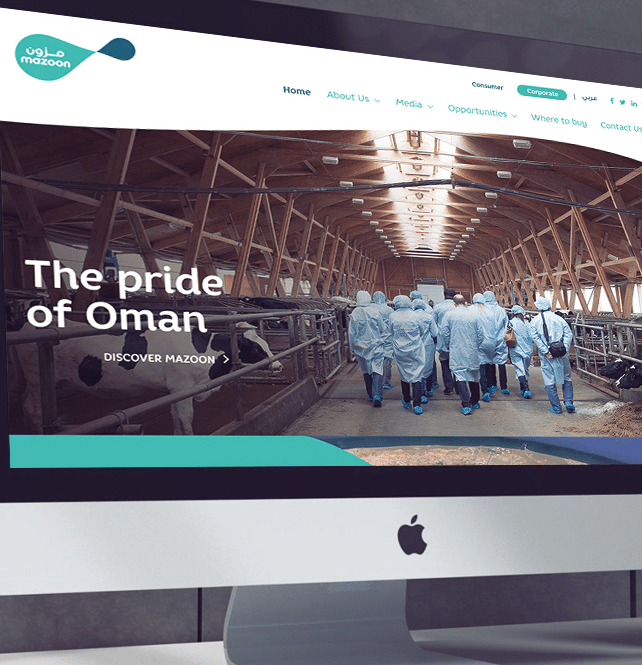 مـزون
mazoon
Consumer
Corporate
| عربي
Home
About Us
Media
Opportunities
Where to buy
Contact Us
The pride
of Oman
DISCOVER MAZOON